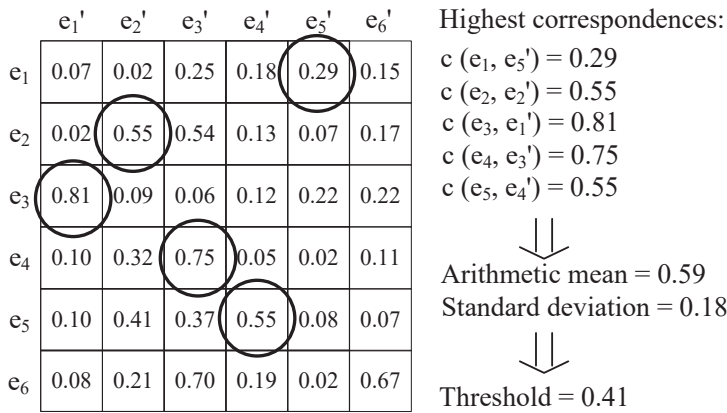 e1' e2' e3' e4' e5' e6'
e1 0.07 0.02 0.25 0.18 0.29 0.15
e2 0.02 0.55 0.54 0.13 0.07 0.17
e3 0.81 0.09 0.06 0.12 0.22 0.22
e4 0.10 0.32 0.75 0.05 0.02 0.11
e5 0.10 0.41 0.37 0.55 0.08 0.07
e6 0.08 0.21 0.70 0.19 0.02 0.67
Highest correspondences:
c (e1, e5') = 0.29
c (e2, e2') = 0.55
c (e3, e1') = 0.81
c (e4, e3') = 0.75
c (e5, e4') = 0.55
Arithmetic mean = 0.59
Standard deviation = 0.18
Threshold = 0.41